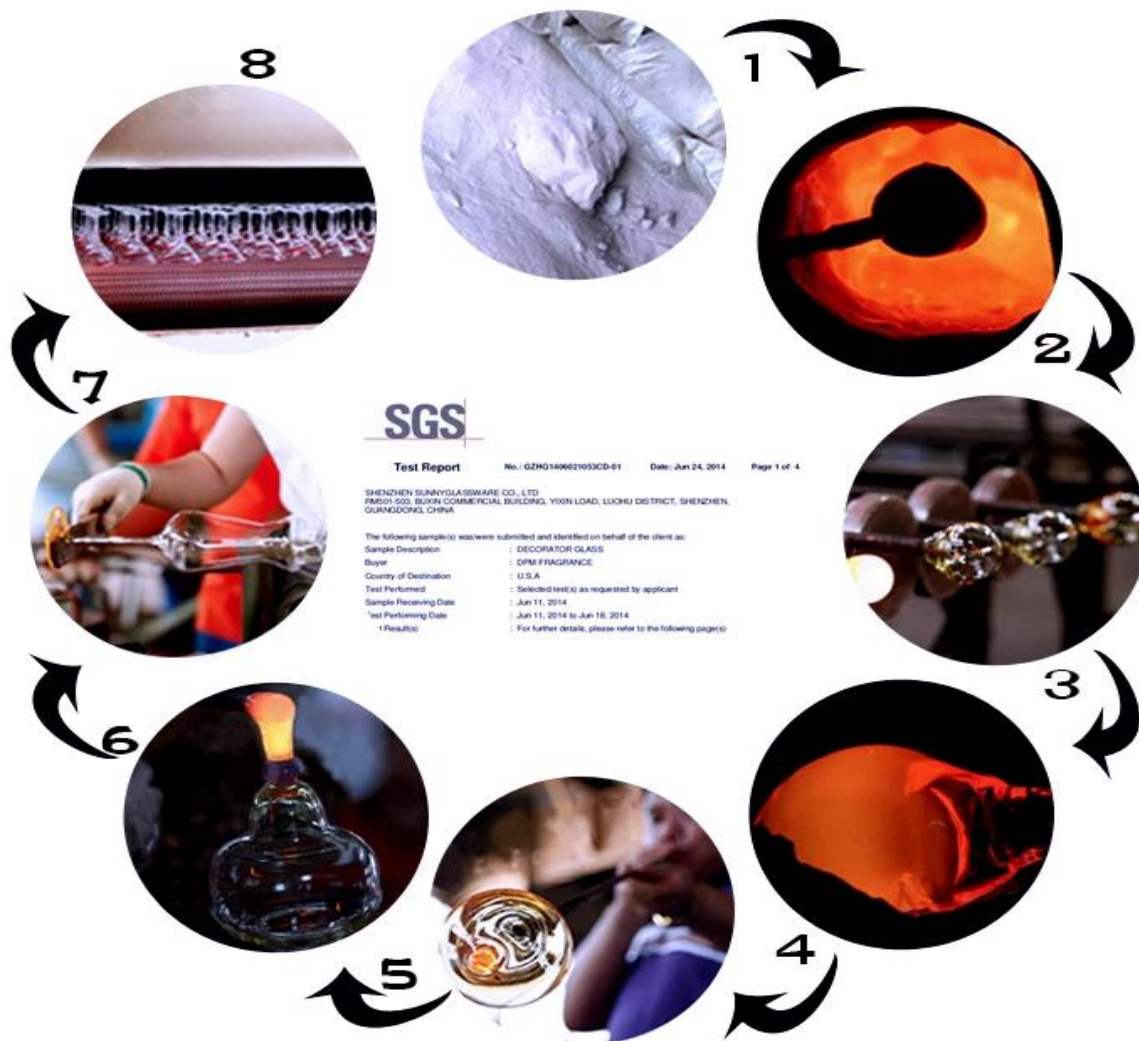 8
1
2
7
SGS
Test Report No.: GZHG1406021053CD-01 Date: Jun 24, 2014 Page 1 of 4
SHENZHEN SUNNYGLASSWARE CO., LTD
RM501-503, BUXIN COMMERCIAL BUILDING, YIXIN LOAD, LUOHU DISTRICT, SHENZHEN,
GUANGDONG, CHINA
The following sample(s) was/were submitted and identified on behalf of the client as:
Sample Description : DECORATOR GLASS
Buyer : DPM FRAGRANCE
Country of Destination : U.S.A
Test Performed : Selected test(s) as requested by applicant
Sample Receiving Date : Jun 11, 2014
Test Performing Date : Jun 11, 2014 to Jun 18, 2014
t Result(s) : For further details, please refer to the following page(s)
3
6
4
5